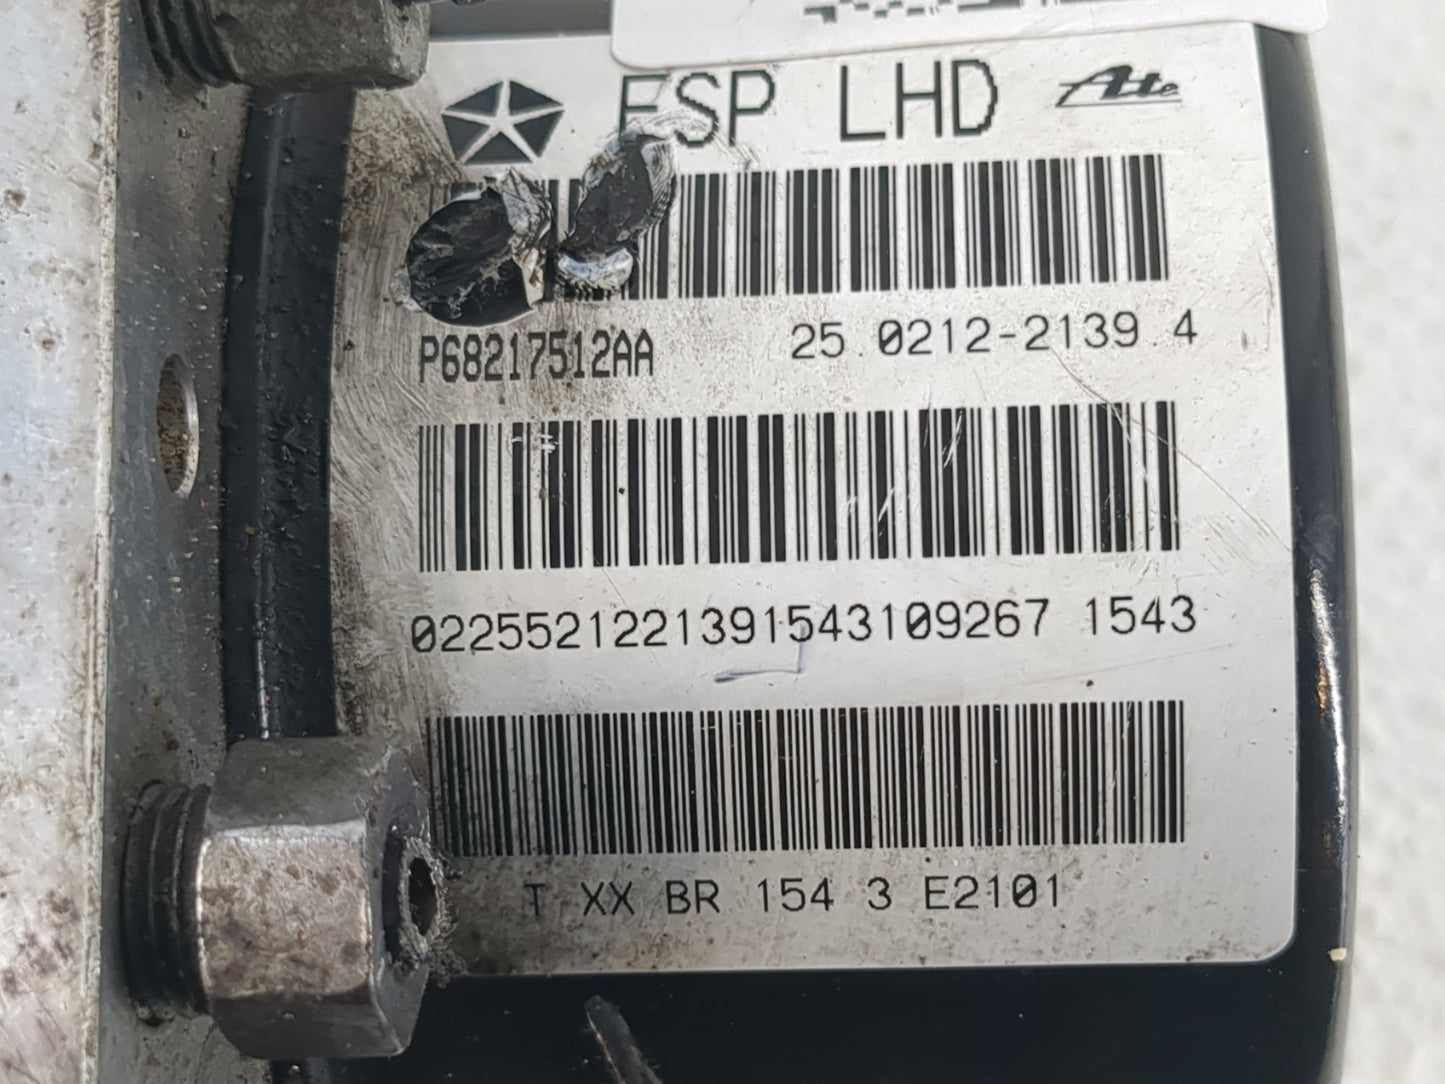 ESP LHD Ate
P68217512AA 25.0212-2139.4
0225521221391543109267 1543
T XX BR 154 3 E2101